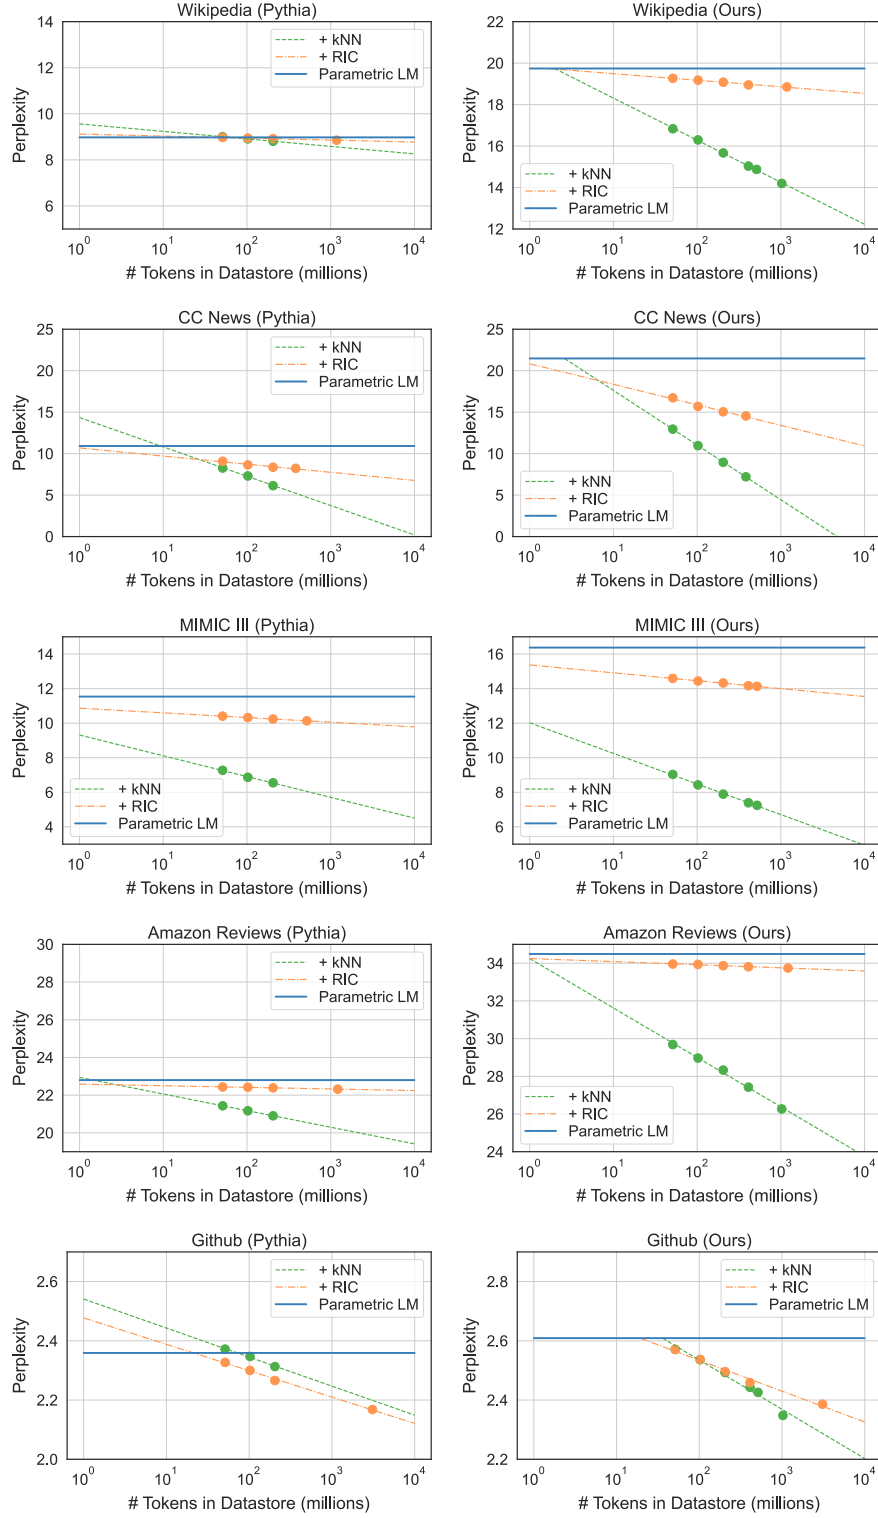 Wikipedia (Pythia)
14
12
10
8
6
Perplexity
+ kNN
+ RIC
Parametric LM
10^0
10^1
10^2
10^3
10^4
# Tokens in Datastore (millions)
Wikipedia (Ours)
22
20
18
16
14
12
Perplexity
+ kNN
+ RIC
Parametric LM
10^0
10^1
10^2
10^3
10^4
# Tokens in Datastore (millions)
CC News (Pythia)
25
20
15
10
5
0
Perplexity
+ kNN
+ RIC
Parametric LM
10^0
10^1
10^2
10^3
10^4
# Tokens in Datastore (millions)
CC News (Ours)
25
20
15
10
5
0
Perplexity
+ kNN
+ RIC
Parametric LM
10^0
10^1
10^2
10^3
10^4
# Tokens in Datastore (millions)
MIMIC III (Pythia)
14
12
10
8
6
4
Perplexity
+ kNN
+ RIC
Parametric LM
10^0
10^1
10^2
10^3
10^4
# Tokens in Datastore (millions)
MIMIC III (Ours)
16
14
12
10
8
6
Perplexity
+ kNN
+ RIC
Parametric LM
10^0
10^1
10^2
10^3
10^4
# Tokens in Datastore (millions)
Amazon Reviews (Pythia)
30
28
26
24
22
20
Perplexity
+ kNN
+ RIC
Parametric LM
10^0
10^1
10^2
10^3
10^4
# Tokens in Datastore (millions)
Amazon Reviews (Ours)
34
32
30
28
26
24
Perplexity
+ kNN
+ RIC
Parametric LM
10^0
10^1
10^2
10^3
10^4
# Tokens in Datastore (millions)
Github (Pythia)
2.6
2.4
2.2
2.0
Perplexity
+ kNN
+ RIC
Parametric LM
10^0
10^1
10^2
10^3
10^4
# Tokens in Datastore (millions)
Github (Ours)
2.8
2.6
2.4
2.2
Perplexity
+ kNN
+ RIC
Parametric LM
10^0
10^1
10^2
10^3
10^4
# Tokens in Datastore (millions)